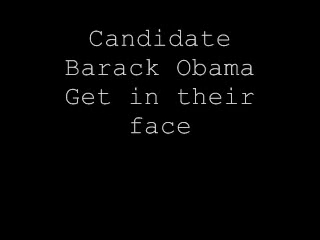 Candidate
Barack Obama
Get in their
face